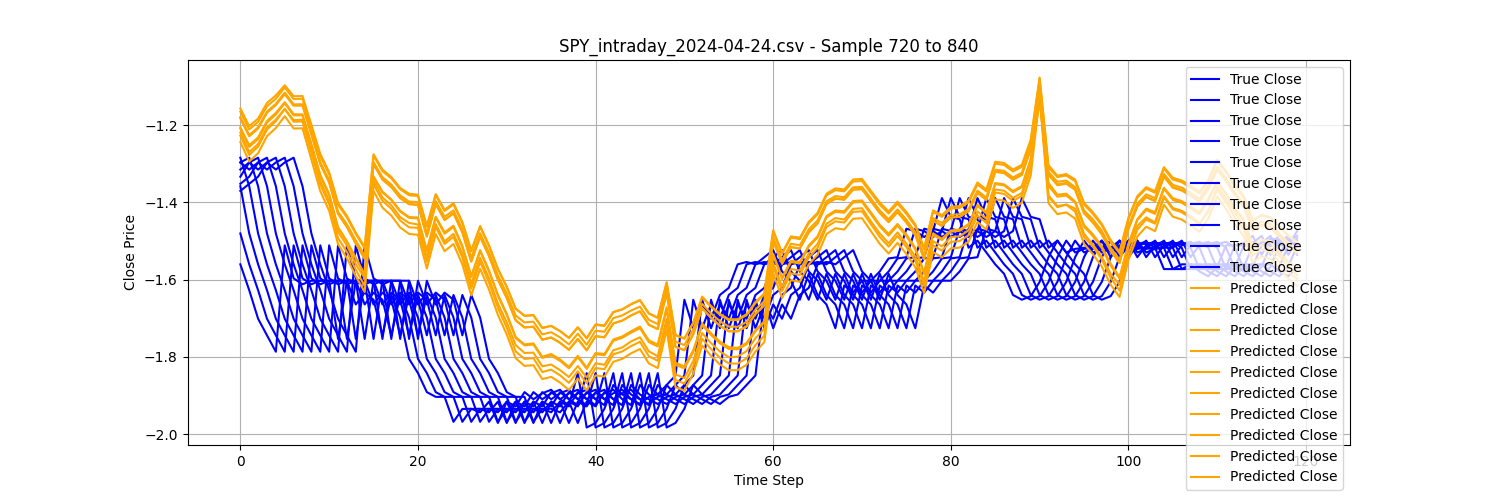 SPY_intraday_2024-04-24.csv - Sample 720 to 840
Close Price
−1.2
−1.4
−1.6
−1.8
−2.0
0
20
40
60
80
100
120
Time Step
True Close
True Close
True Close
True Close
True Close
True Close
True Close
True Close
True Close
True Close
Predicted Close
Predicted Close
Predicted Close
Predicted Close
Predicted Close
Predicted Close
Predicted Close
Predicted Close
Predicted Close
Predicted Close